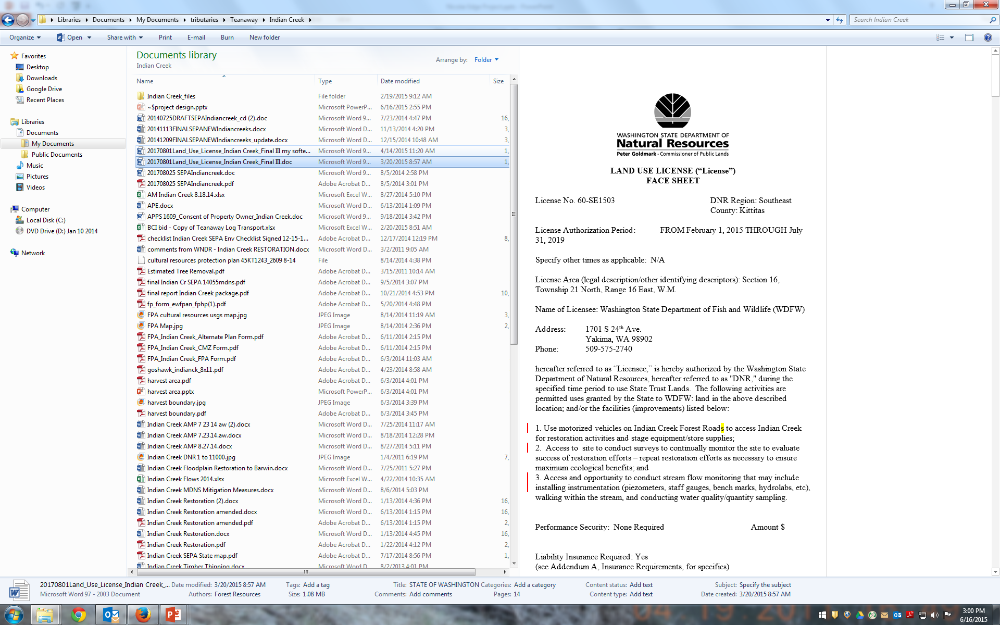 Libraries ▸ Documents ▸ My Documents ▸ tributaries ▸ Teanaway ▸ Indian Creek ▸
Search Indian Creek
Organize Open Share with Print E-mail Burn New folder
Favorites
Desktop
Downloads
Google Drive
Recent Places
Libraries
Documents
My Documents
Public Documents
Music
Pictures
Videos
Computer
Local Disk (C:)
DVD Drive (D:) Jan 10 2014
Network
Documents library
Indian Creek
Arrange by: Folder
Name Type Date modified Size
Indian Creek_files File folder 2/19/2015 9:12 AM
~$project design.pptx Microsoft PowerP... 6/16/2015 2:55 PM
20140725DRAFTSEPAIndiancreek_cd (2).doc Microsoft Word 9... 7/23/2014 4:47 PM 16,
20141113FINALSEPANEWIndiancreeks.docx Microsoft Word D... 11/13/2014 4:20 PM 3,
20141209FINALSEPANEWIndiancreeks_update.docx Microsoft Word D... 12/15/2014 10:48 AM 3,
20170801Land_Use_License_Indian Creek_Final III my softe... Microsoft Word 9... 4/14/2015 11:20 AM 1,
20170801Land_Use_License_Indian Creek_Final III.doc Microsoft Word 9... 3/20/2015 8:57 AM 1,
201708025 SEPAIndiancreek.doc Microsoft Word 9... 8/5/2014 2:58 PM
201708025 SEPAIndiancreek.pdf Adobe Acrobat D... 8/5/2014 3:01 PM
AM Indian Creek 8.18.14.xlsx Microsoft Excel W... 8/27/2014 5:10 PM
APE.docx Microsoft Word D... 6/13/2014 1:09 PM
APPS 1609_Consent of Property Owner_Indian Creek.doc Microsoft Word 9... 9/18/2014 3:42 PM
BCI bid - Copy of Teanaway Log Transport.xlsx Microsoft Excel W... 2/20/2015 8:51 AM
checklist Indian Creek SEPA Env Checklist Signed 12-15-1... Adobe Acrobat D... 12/17/2014 12:19 PM 8,
comments from WNDR - Indian Creek RESTORATION.docx Microsoft Word D... 3/2/2011 9:05 AM
cultural resources protection plan 45KT1243_2609 8-14 File 8/14/2014 4:38 PM
Estimated Tree Removal.pdf Adobe Acrobat D... 3/15/2011 10:14 AM
final Indian Cr SEPA 14055mdns.pdf Adobe Acrobat D... 9/5/2014 3:07 PM
final report Indian Creek package.pdf Adobe Acrobat D... 10/21/2014 4:53 PM 10,
fp_form_ewfpan_fphp(1).pdf Adobe Acrobat D... 5/20/2014 4:48 PM
FPA cultural resources usgs map.jpg JPEG Image 8/14/2014 11:19 AM 3,
FPA Map.jpg JPEG Image 8/14/2014 2:36 PM 2,
FPA_Indian Creek_Alternate Plan Form.pdf Adobe Acrobat D... 6/11/2014 2:15 PM
FPA_Indian Creek_CMZ Form.pdf Adobe Acrobat D... 6/11/2014 2:15 PM
FPA_Indian Creek_FPA Form.pdf Adobe Acrobat D... 6/3/2014 11:03 AM
goshawk_indianck_8x11.pdf Adobe Acrobat D... 4/23/2014 8:58 AM
harvest area.pdf Adobe Acrobat D... 6/3/2014 4:01 PM
harvest area.pptx Microsoft PowerP... 6/3/2014 4:01 PM
harvest boundary.jpg JPEG Image 6/3/2014 3:39 PM
harvest boundary.pdf Adobe Acrobat D... 6/3/2014 3:45 PM
Indian Creek AMP 7 23 14 aw (2).docx Microsoft Word D... 7/25/2014 11:17 AM
Indian Creek AMP 7.23.14.aw.docx Microsoft Word D... 8/18/2014 12:28 PM
Indian Creek AMP 8.27.14.docx Microsoft Word D... 8/27/2014 5:11 PM
Indian Creek DNR 1 to 11000.jpg JPEG Image 1/4/2011 6:19 PM 7,
Indian Creek Floodplain Restoration to Barwin.docx Microsoft Word D... 7/25/2011 5:27 PM
Indian Creek Flows 2014.xlsx Microsoft Excel W... 4/22/2014 10:35 AM
Indian Creek MDNS Mitigation Measures.docx Microsoft Word D... 8/6/2014 5:03 PM
Indian Creek Restoration (2).docx Microsoft Word D... 1/13/2014 4:36 PM 16,
Indian Creek Restoration amended.docx Microsoft Word D... 6/13/2014 1:15 PM 16,
Indian Creek Restoration amended.pdf Adobe Acrobat D... 6/13/2014 1:15 PM 2,
Indian Creek Restoration.docx Microsoft Word D... 1/13/2014 4:45 PM 16,
Indian Creek Restoration.pdf Adobe Acrobat D... 1/22/2014 4:12 PM 2,
Indian Creek SEPA State map.pdf Adobe Acrobat D... 7/17/2014 8:56 PM 1,
Indian Creek Timber Thinning.docx Microsoft Word D... 8/2/2013 4:01 PM
WASHINGTON STATE DEPARTMENT OF
Natural Resources
Peter Goldmark - Commissioner of Public Lands
LAND USE LICENSE (“License”)
FACE SHEET
License No. 60-SE1503 DNR Region: Southeast
County: Kittitas
License Authorization Period: FROM February 1, 2015 THROUGH July
31, 2019
Specify other times as applicable: N/A
License Area (legal description/other identifying descriptors): Section 16,
Township 21 North, Range 16 East, W.M.
Name of Licensee: Washington State Department of Fish and Wildlife (WDFW)
Address: 1701 S 24th Ave.
Yakima, WA 98902
Phone: 509-575-2740
hereafter referred to as “Licensee,” is hereby authorized by the Washington State
Department of Natural Resources, hereafter referred to as "DNR," during the
specified time period to use State Trust Lands. The following activities are
permitted uses granted by the State to WDFW: land in the above described
location; and/or the facilities (improvements) listed below:
1. Use motorized vehicles on Indian Creek Forest Roads to access Indian Creek
for restoration activities and stage equipment/store supplies;
2. Access to site to conduct surveys to continually monitor the site to evaluate
success of restoration efforts – repeat restoration efforts as necessary to ensure
maximum ecological benefits; and
3. Access and opportunity to conduct stream flow monitoring that may include
installing instrumentation (piezometers, staff gauges, bench marks, hydrolabs, etc),
walking within the stream, and conducting water quality/quantity sampling.
Performance Security: None Required Amount $
Liability Insurance Required: Yes
(see Addendum A, Insurance Requirements, for specifics)
20170801Land_Use_License_Indian Creek_... Date modified: 3/20/2015 8:57 AM Tags: Add a tag Title: STATE OF WASHINGTON Categories: Add a category Content status: Add text Subject: Specify the subject
Microsoft Word 97 - 2003 Document Authors: Forest Resources Size: 1.08 MB Comments: Add comments Pages: 14 Content type: Add text Date created: 3/20/2015 8:57 AM
3:00 PM
6/16/2015